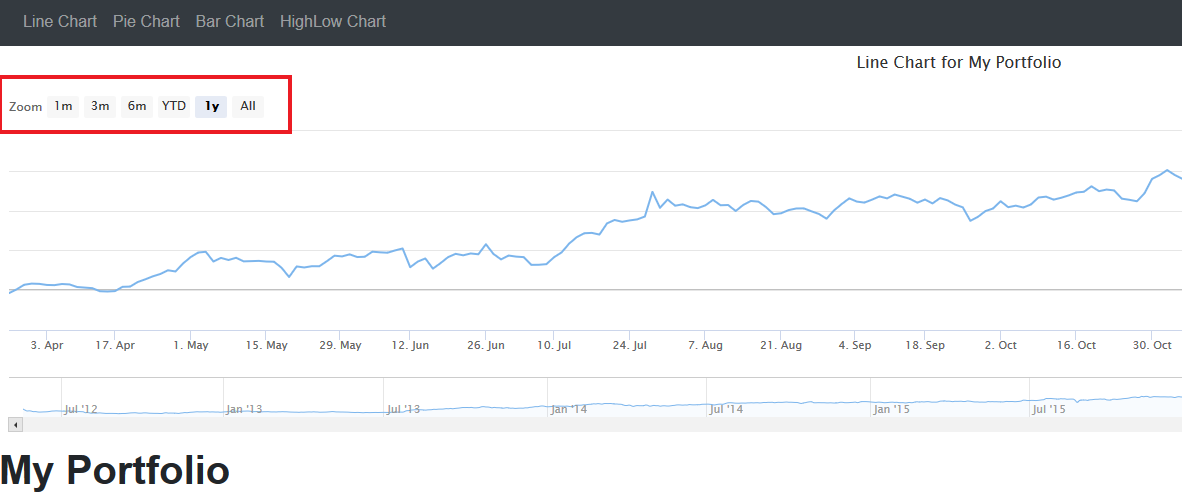 Line Chart Pie Chart Bar Chart HighLow Chart
Line Chart for My Portfolio
Zoom 1m 3m 6m YTD 1y All
3. Apr 17. Apr 1. May 15. May 29. May 12. Jun 26. Jun 10. Jul 24. Jul 7. Aug 21. Aug 4. Sep 18. Sep 2. Oct 16. Oct 30. Oct
Jul '12 Jan '13 Jul '13 Jan '14 Jul '14 Jan '15 Jul '15
My Portfolio